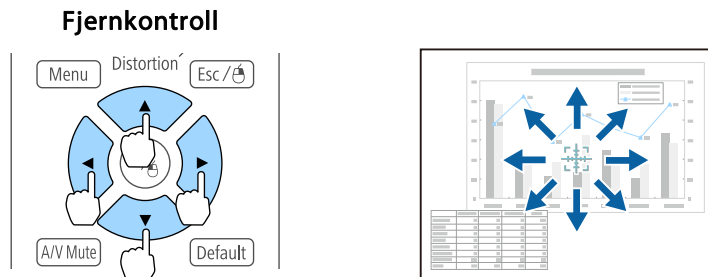 Fjernkontroll
Distortion
Menu
Esc /
A/V Mute
Default